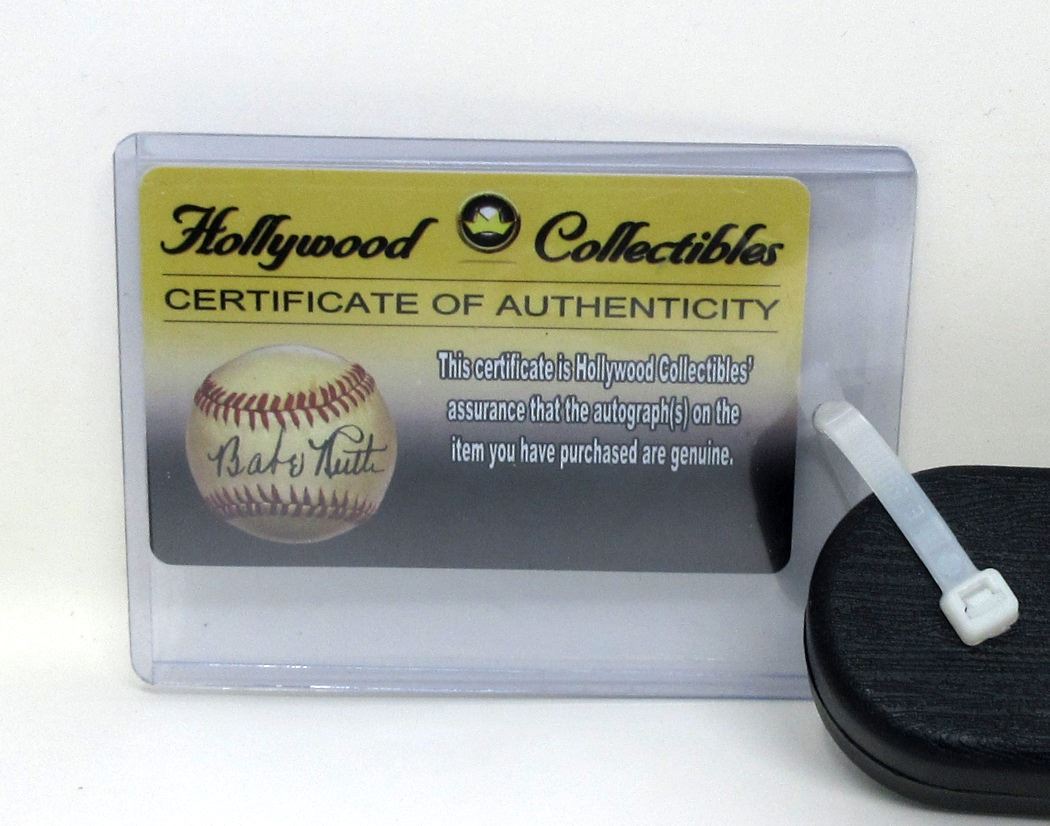 Hollywood Collectibles
CERTIFICATE OF AUTHENTICITY
This certificate is Hollywood Collectibles'
assurance that the autograph(s) on the
item you have purchased are genuine.
Babe Ruth